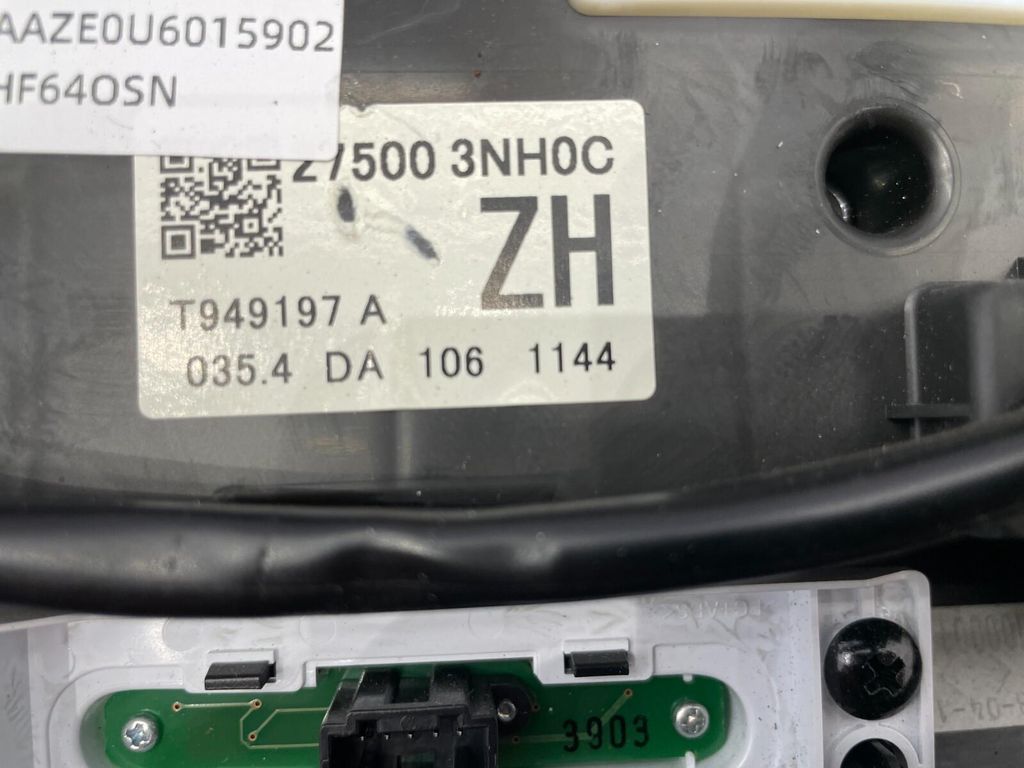 AAZE0U6015902
HF64OSN
27500 3NH0C
ZH
T949197 A
035.4 DA 106 1144
3903